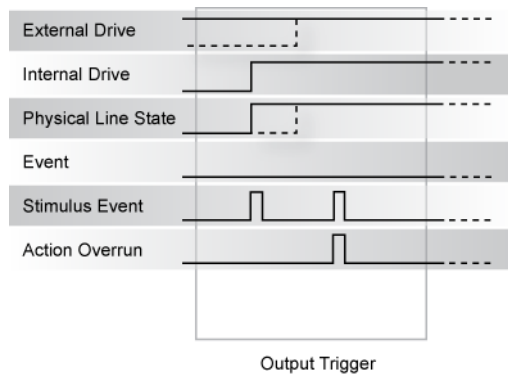 External Drive
Internal Drive
Physical Line State
Event
Stimulus Event
Action Overrun
Output Trigger